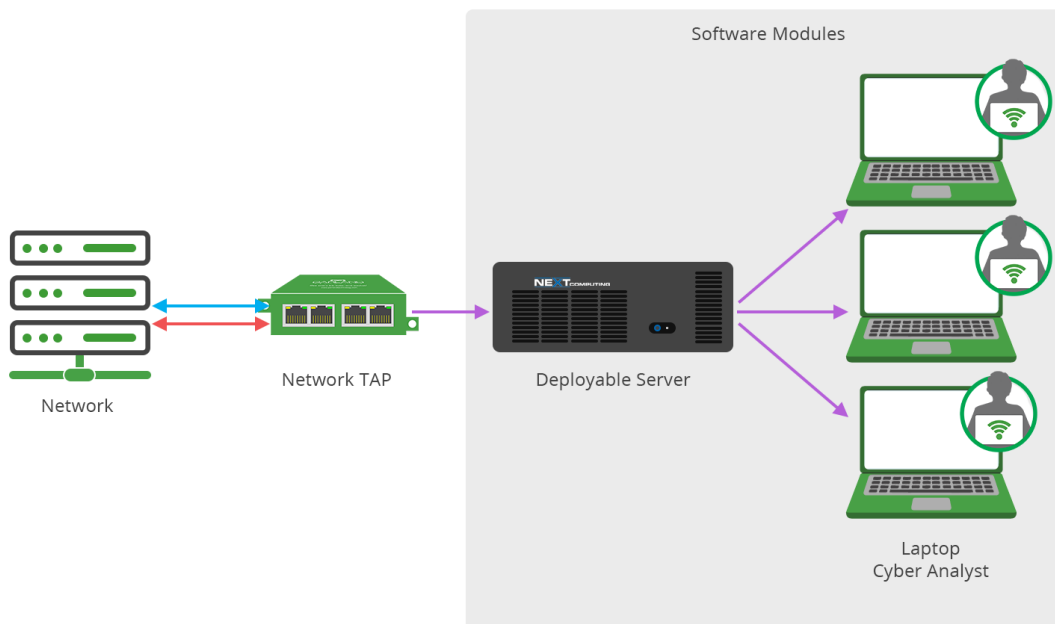 Software Modules
NEXT COMPUTING
Network
Network TAP
Deployable Server
Laptop
Cyber Analyst